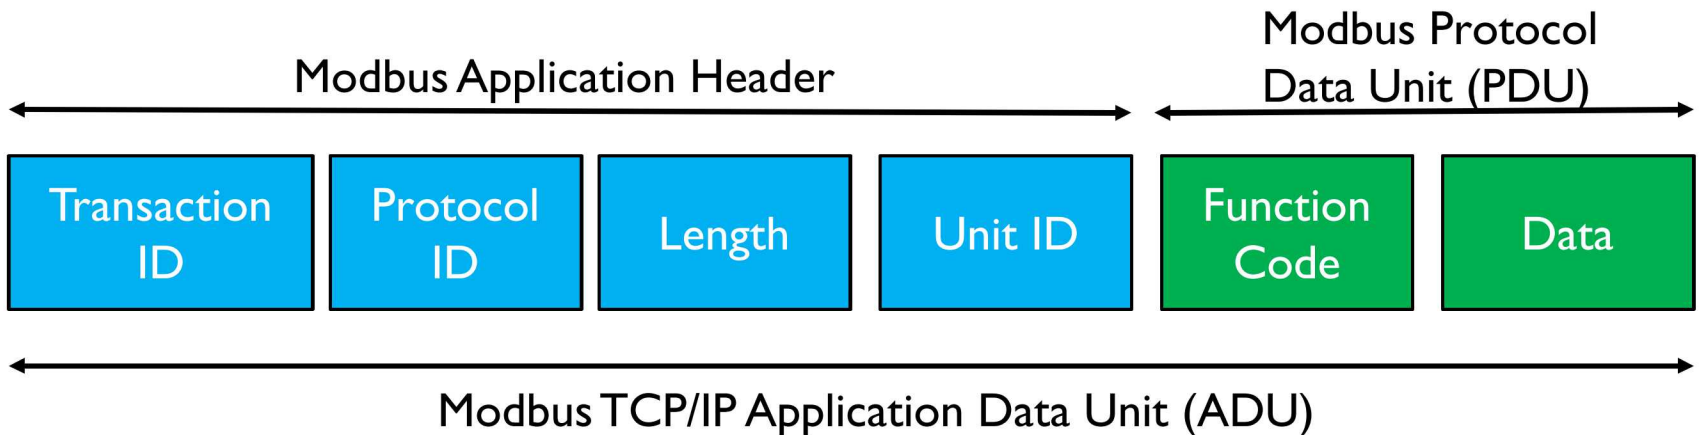 Modbus Application Header
Modbus Protocol
Data Unit (PDU)
Transaction
ID
Protocol
ID
Length
Unit ID
Function
Code
Data
Modbus TCP/IP Application Data Unit (ADU)